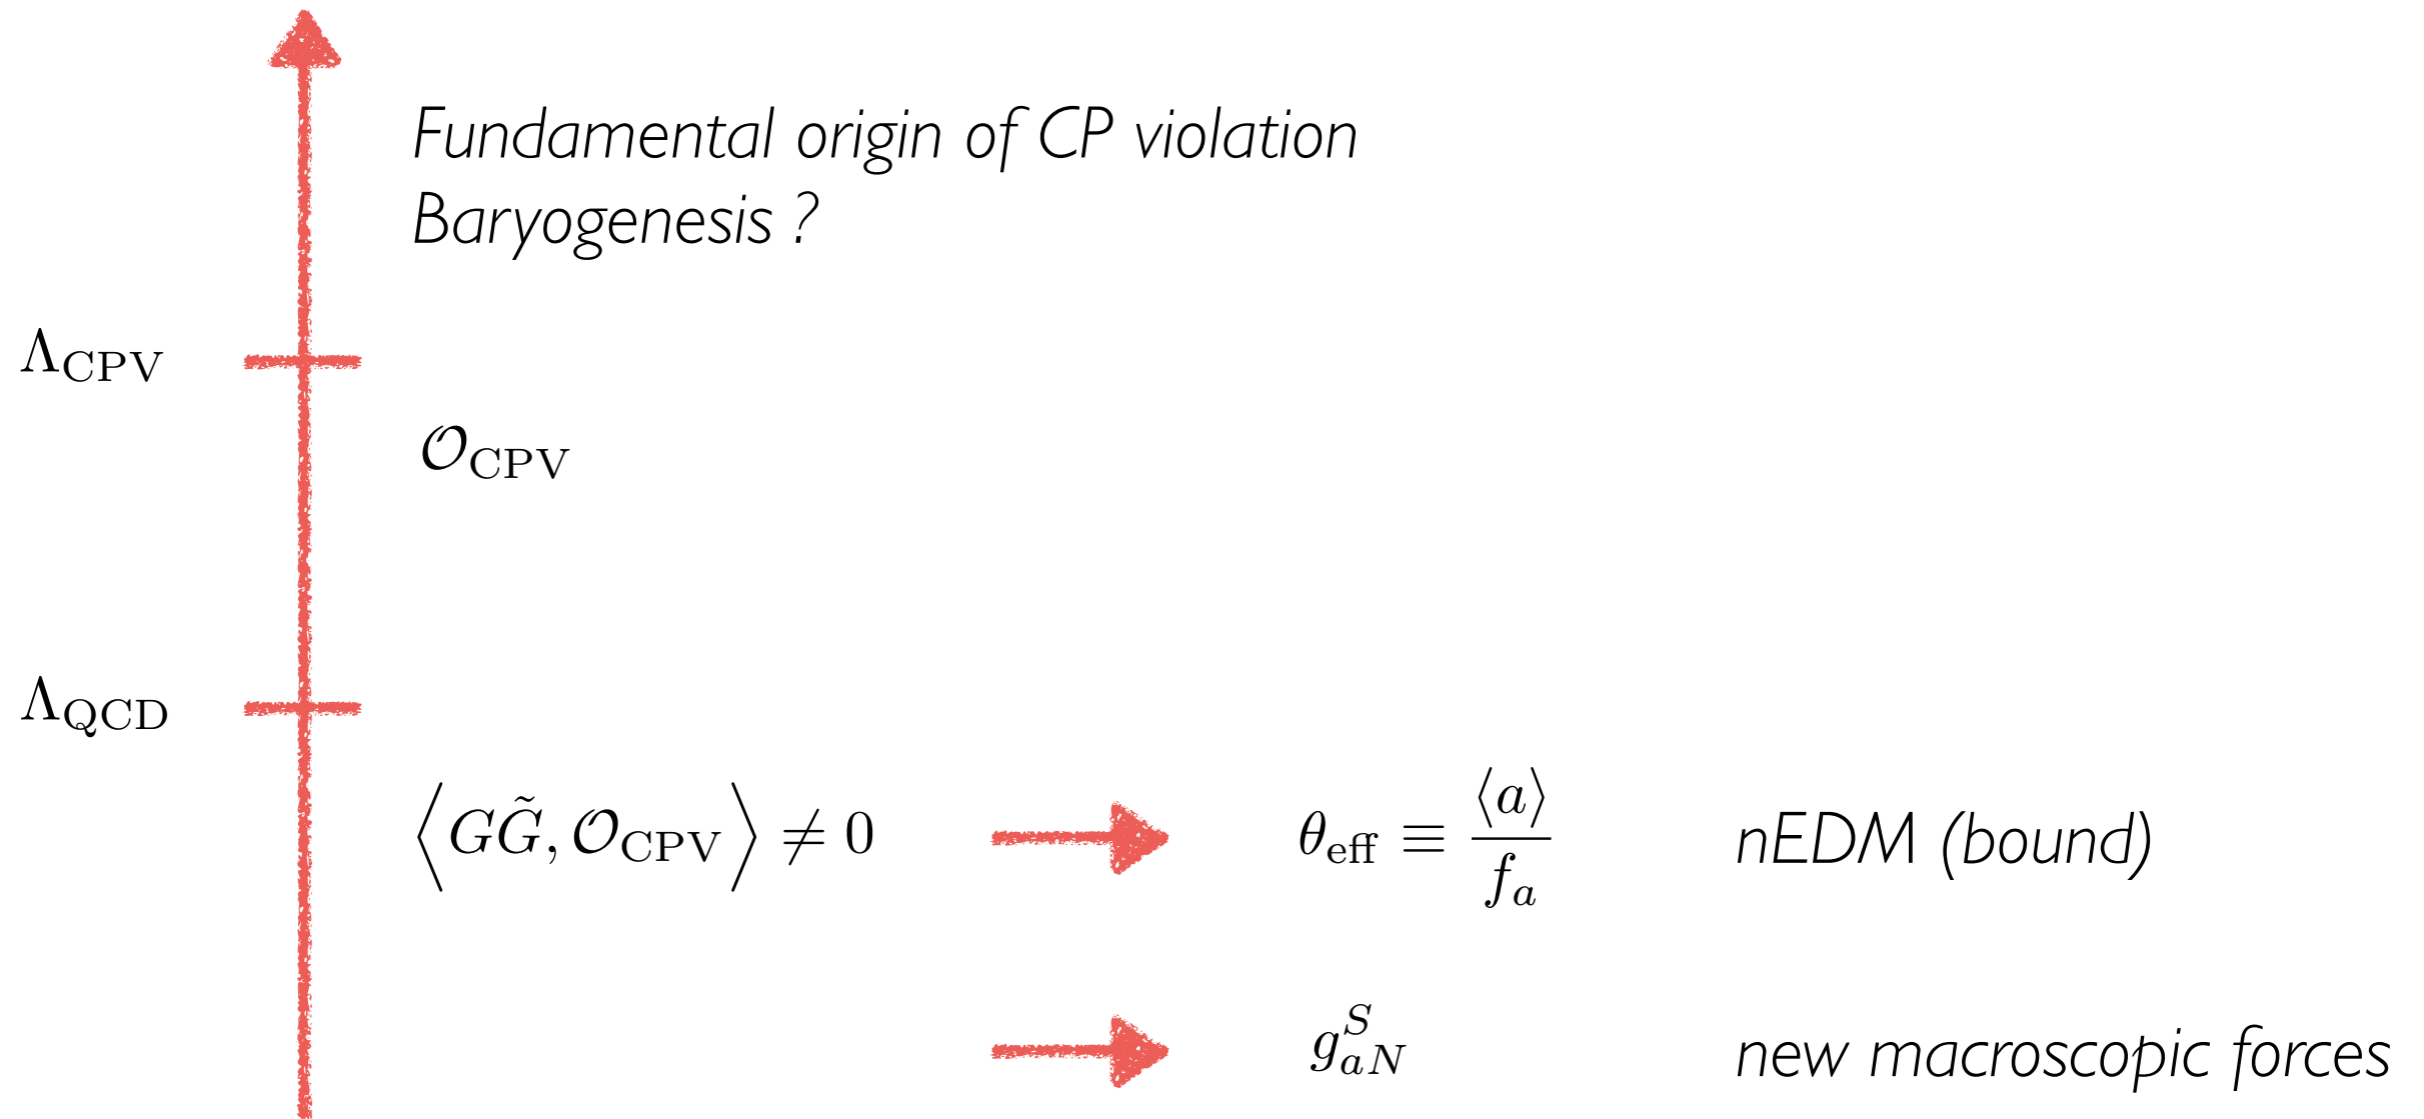 Fundamental origin of CP violation
Baryogenesis ?
Λ_CPV
𝒪_CPV
Λ_QCD
⟨GG̃, 𝒪_CPV⟩ ≠ 0
θ_eff ≡ ⟨a⟩/f_a
nEDM (bound)
g^S_aN
new macroscopic forces